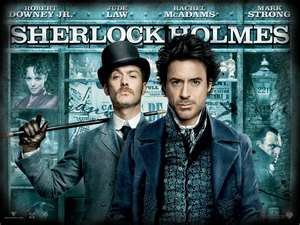 ROBERT DOWNEY JR.
JUDE LAW
RACHEL McADAMS
MARK STRONG
SHERLOCK HOLMES